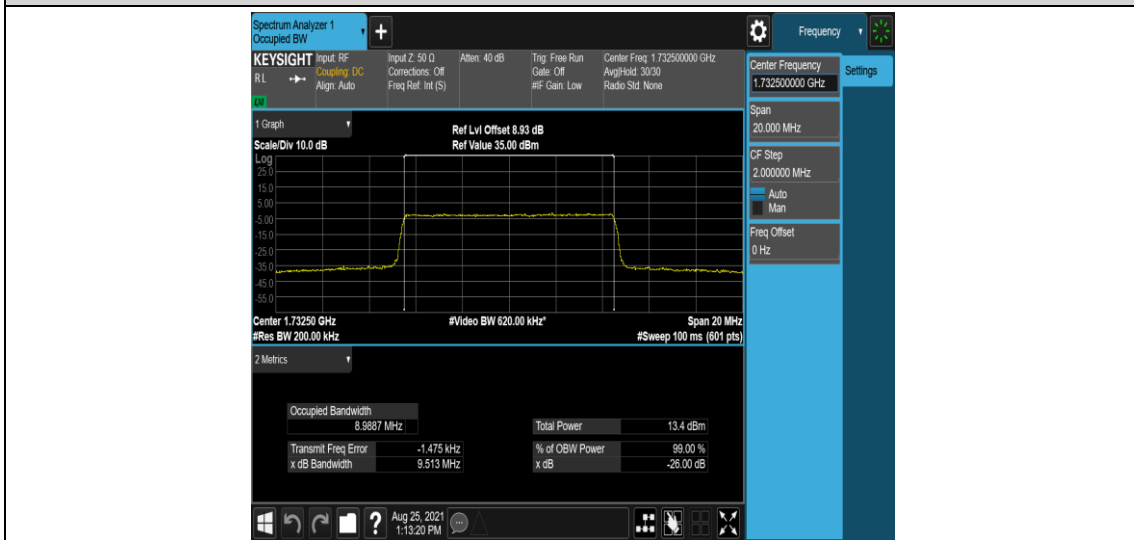 Spectrum Analyzer 1
Occupied BW
+
Frequency
KEYSIGHT
RL
LXI
Input: RF
Coupling: DC
Align: Auto
Input Z: 50 Ω
Corrections: Off
Freq Ref: Int (S)
Atten: 40 dB
Trig: Free Run
Gate: Off
#IF Gain: Low
Center Freq: 1.732500000 GHz
Avg|Hold: 30/30
Radio Std: None
Center Frequency
1.732500000 GHz
Settings
Span
20.000 MHz
CF Step
2.000000 MHz
Auto
Man
Freq Offset
0 Hz
1 Graph
Ref Lvl Offset 8.93 dB
Scale/Div 10.0 dB
Ref Value 35.00 dBm
Log
25.0
15.0
5.00
-5.00
-15.0
-25.0
-35.0
-45.0
-55.0
Center 1.73250 GHz
#Video BW 620.00 kHz*
Span 20 MHz
#Res BW 200.00 kHz
#Sweep 100 ms (601 pts)
2 Metrics
Occupied Bandwidth
8.9887 MHz
Total Power 13.4 dBm
Transmit Freq Error -1.475 kHz
% of OBW Power 99.00 %
x dB Bandwidth 9.513 MHz
x dB -26.00 dB
?
Aug 25, 2021
1:13:20 PM